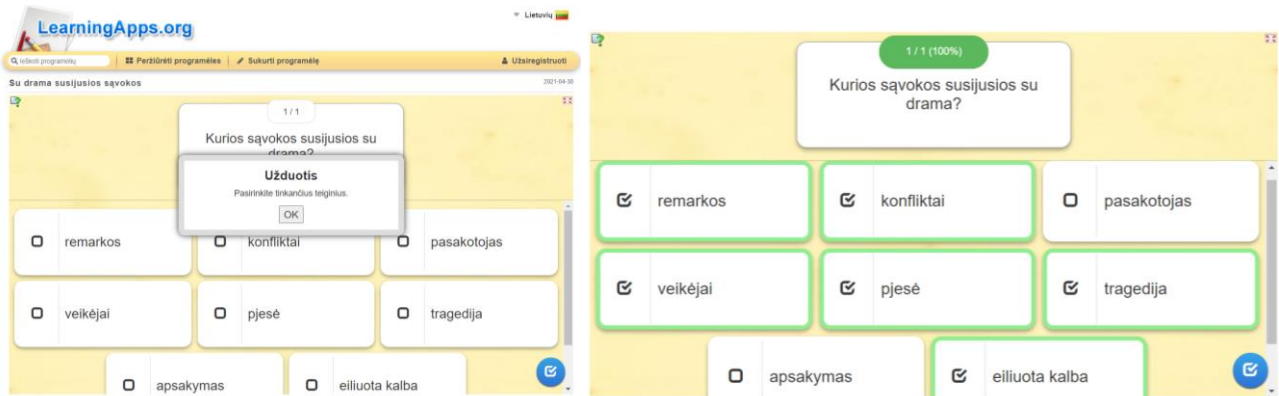 LearningApps.org
Lietuvių
Ieškoti programėlių
Peržiūrėti programėles
Sukurti programėlę
Užsiregistruoti
Su drama susijusios sąvokos
2021-04-30
1 / 1
Kurios sąvokos susijusios su
drama?
Užduotis
Pasirinkite tinkančius teiginius.
OK
remarkos
konfliktai
pasakotojas
veikėjai
pjesė
tragedija
apsakymas
eiliuota kalba
1 / 1 (100%)
Kurios sąvokos susijusios su
drama?
remarkos
konfliktai
pasakotojas
veikėjai
pjesė
tragedija
apsakymas
eiliuota kalba